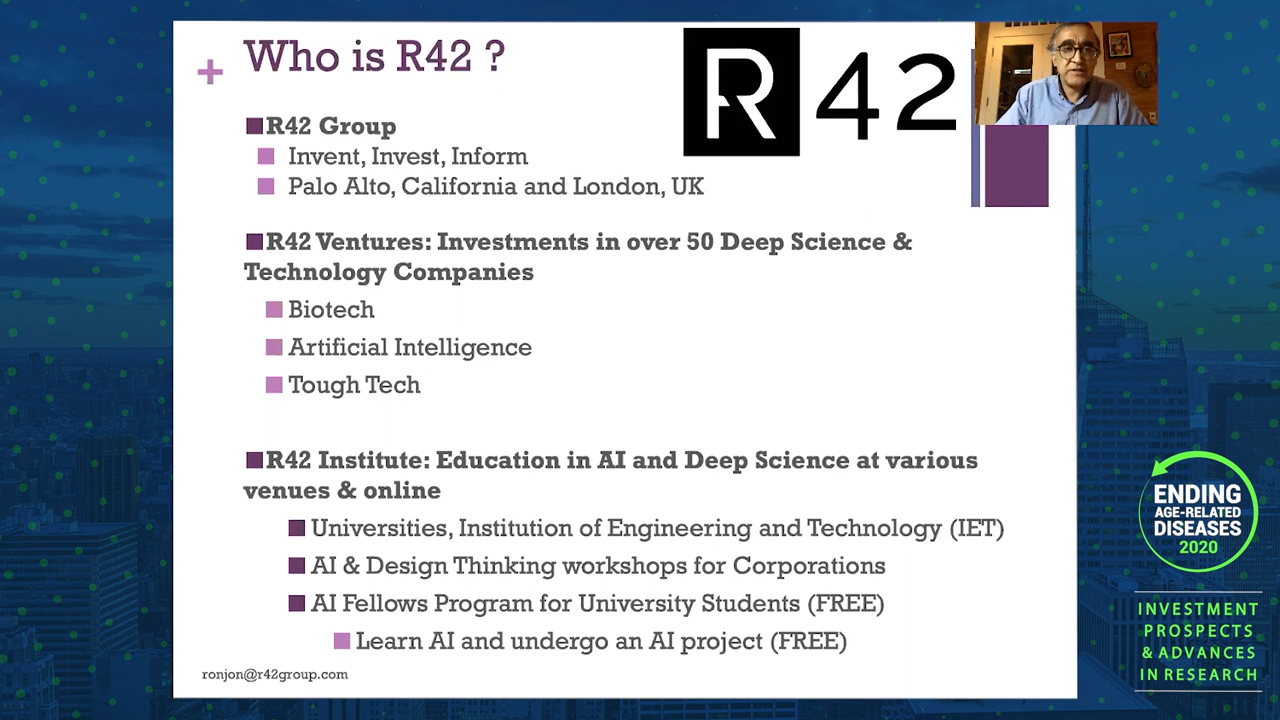 + Who is R42 ?
R42
R42 Group
Invent, Invest, Inform
Palo Alto, California and London, UK
R42 Ventures: Investments in over 50 Deep Science &
Technology Companies
Biotech
Artificial Intelligence
Tough Tech
R42 Institute: Education in AI and Deep Science at various
venues & online
Universities, Institution of Engineering and Technology (IET)
AI & Design Thinking workshops for Corporations
AI Fellows Program for University Students (FREE)
Learn AI and undergo an AI project (FREE)
ronjon@r42group.com
ENDING
AGE-RELATED
DISEASES
2020
INVESTMENT
PROSPECTS
& ADVANCES
IN RESEARCH